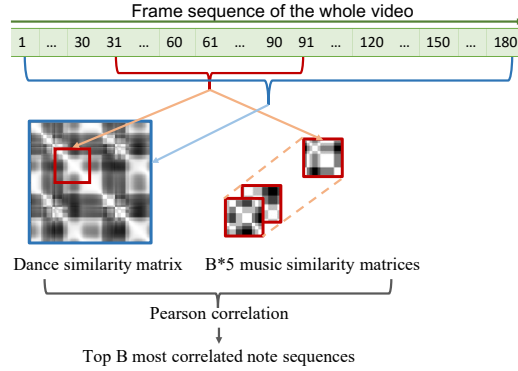 Frame sequence of the whole video
1 ... 30 31 ... 60 61 ... 90 91 ... 120 ... 150 ... 180
Dance similarity matrix B*5 music similarity matrices
Pearson correlation
Top B most correlated note sequences